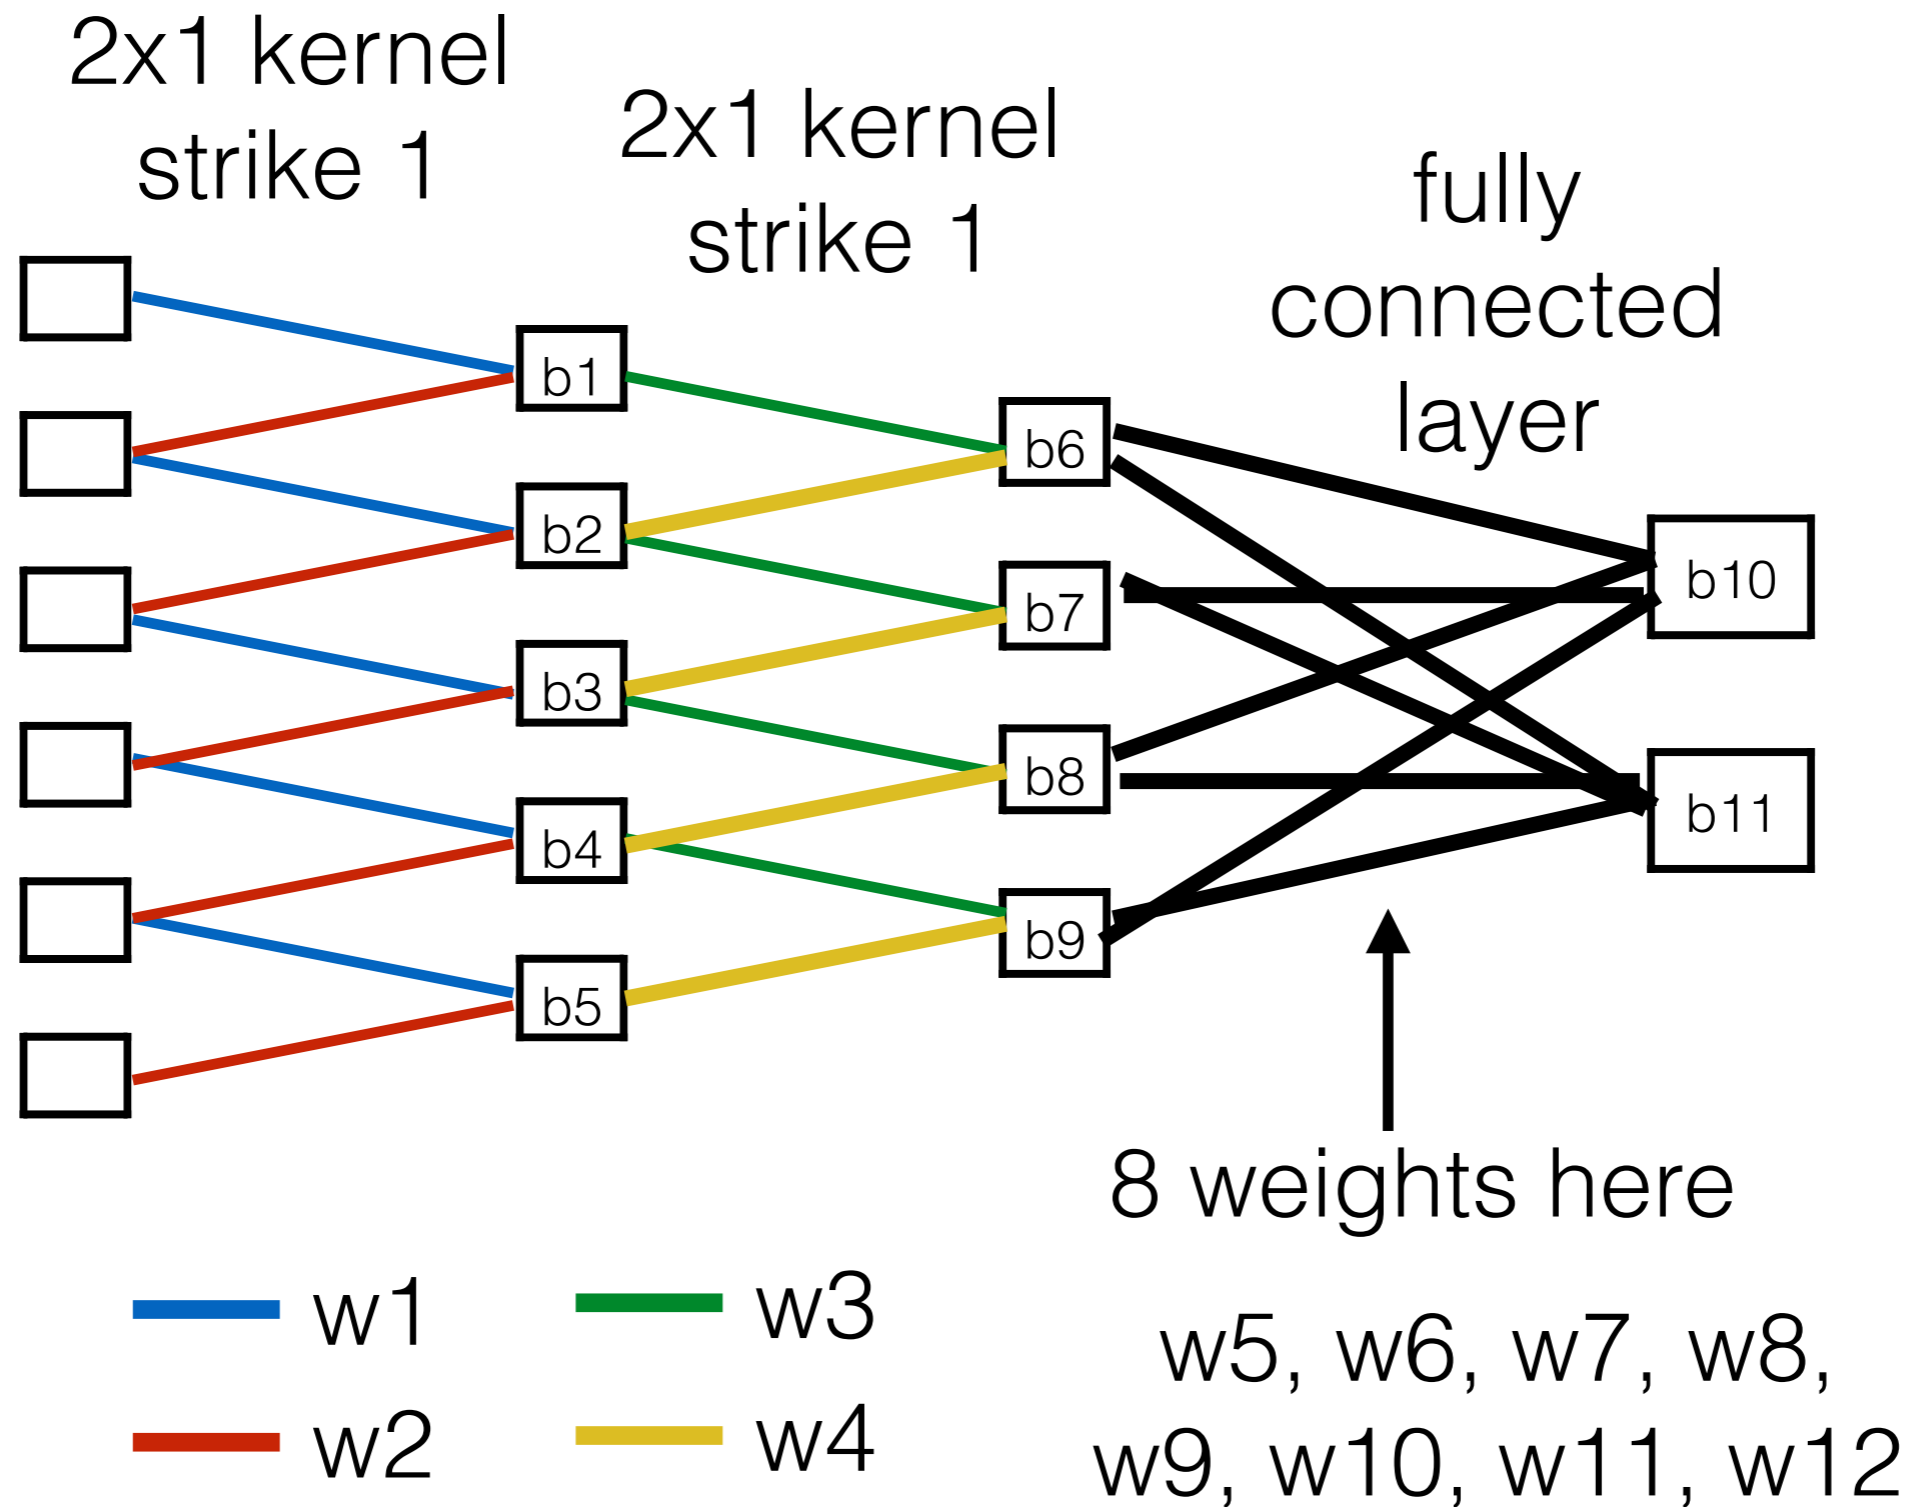 2x1 kernel
strike 1
2x1 kernel
strike 1
fully
connected
layer
b1
b2
b3
b4
b5
b6
b7
b8
b9
b10
b11
8 weights here
w1
w2
w3
w4
w5, w6, w7, w8,
w9, w10, w11, w12